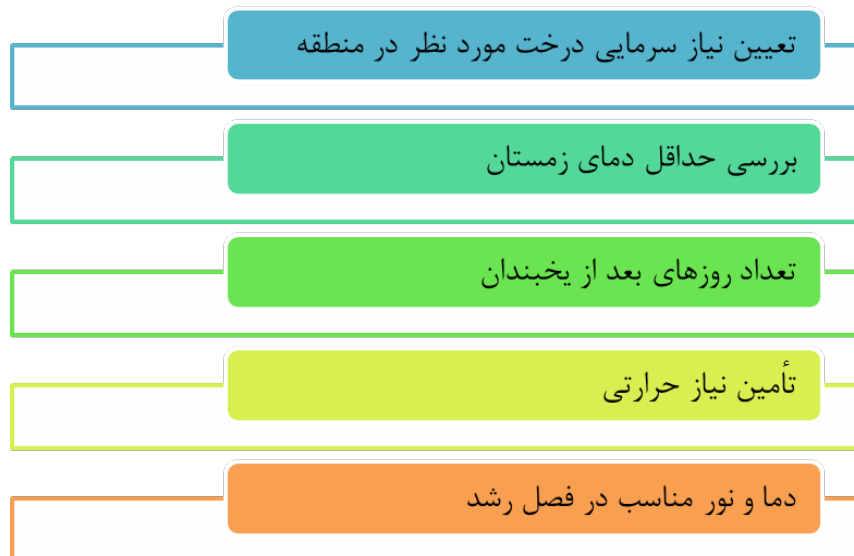 تعیین نیاز سرمایی درخت مورد نظر در منطقه
بررسی حداقل دمای زمستان
تعداد روزهای بعد از یخبندان
تأمین نیاز حرارتی
دما و نور مناسب در فصل رشد